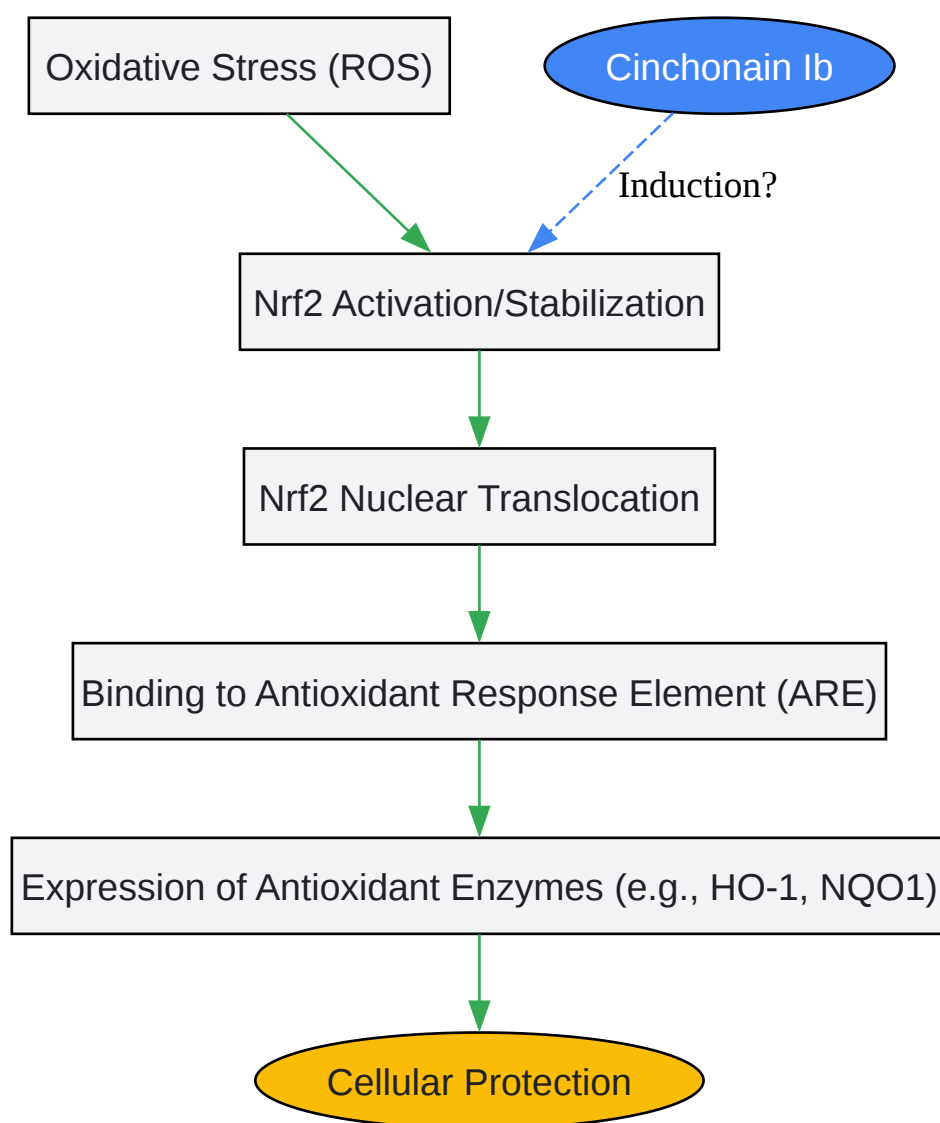 Oxidative Stress (ROS)
Cinchonain Ib
Induction?
Nrf2 Activation/Stabilization
Nrf2 Nuclear Translocation
Binding to Antioxidant Response Element (ARE)
Expression of Antioxidant Enzymes (e.g., HO-1, NQO1)
Cellular Protection